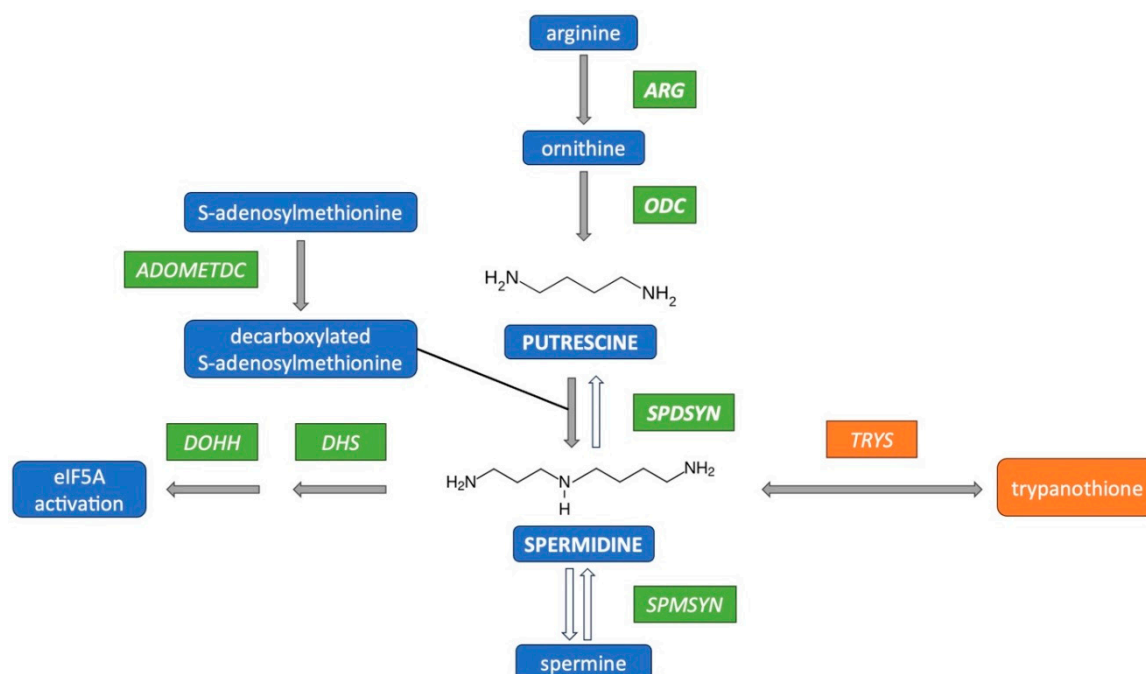 arginine
ARG
ornithine
ODC
S-adenosylmethionine
ADOMETDC
H₂N
NH₂
decarboxylated
S-adenosylmethionine
PUTRESCINE
SPDSYN
DOHH
DHS
TRYS
eIF5A
activation
H₂N
N
H
NH₂
trypanothione
SPERMIDINE
SPMSYN
spermine